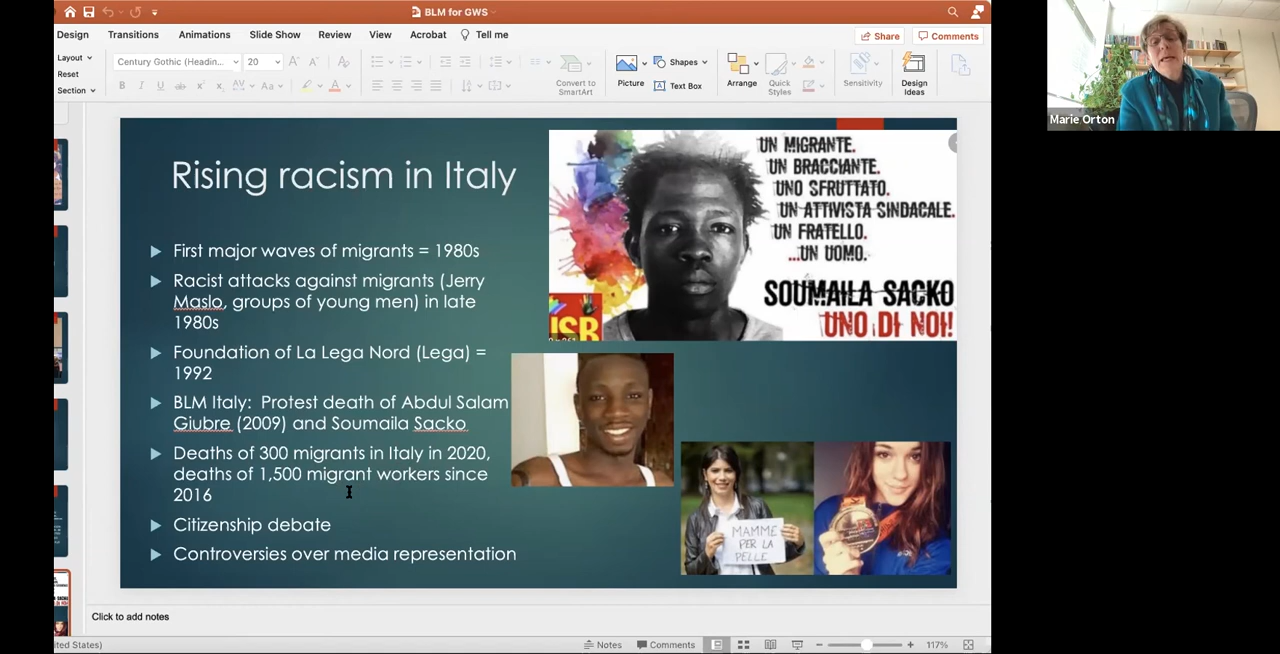 BLM for GWS
Design Transitions Animations Slide Show Review View Acrobat Tell me
Share Comments
Layout
Reset
Section
Century Gothic (Headin... 20
Picture
Shapes
Text Box
Convert to
SmartArt
Arrange
Quick
Styles
Sensitivity
Design
Ideas
Marie Orton
Rising racism in Italy
First major waves of migrants = 1980s
Racist attacks against migrants (Jerry
Maslo, groups of young men) in late
1980s
Foundation of La Lega Nord (Lega) =
1992
BLM Italy: Protest death of Abdul Salam
Giubre (2009) and Soumaila Sacko
Deaths of 300 migrants in Italy in 2020,
deaths of 1,500 migrant workers since
2016
Citizenship debate
Controversies over media representation
UN MIGRANTE.
UN BRACCIANTE.
UNO SFRUTTATO.
UN ATTIVISTA SINDACALE.
UN FRATELLO.
...UN UOMO.
SOUMAILA SACKO
UNO DI NOI!
USB
MAMME
PER LA
PELLE
Click to add notes
ited States)
Notes Comments 117%